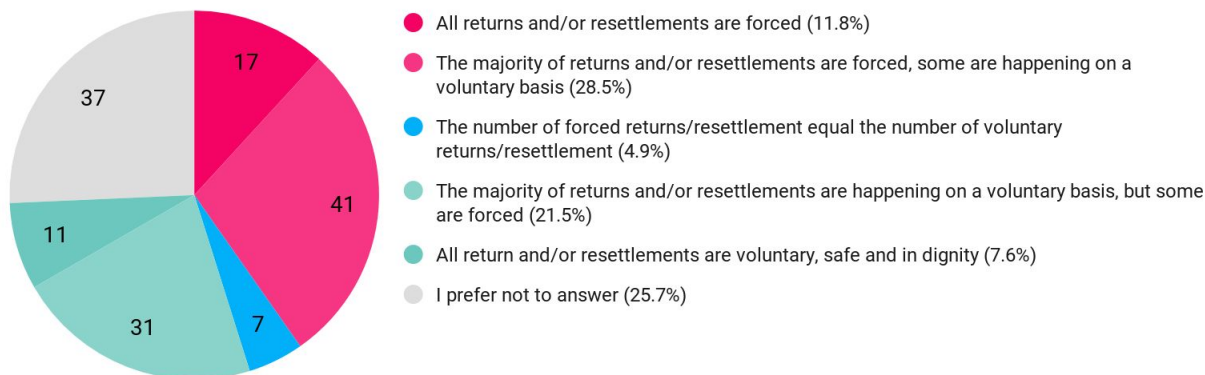 17
41
7
31
11
37
All returns and/or resettlements are forced (11.8%)
The majority of returns and/or resettlements are forced, some are happening on a
voluntary basis (28.5%)
The number of forced returns/resettlement equal the number of voluntary
returns/resettlement (4.9%)
The majority of returns and/or resettlements are happening on a voluntary basis, but some
are forced (21.5%)
All return and/or resettlements are voluntary, safe and in dignity (7.6%)
I prefer not to answer (25.7%)